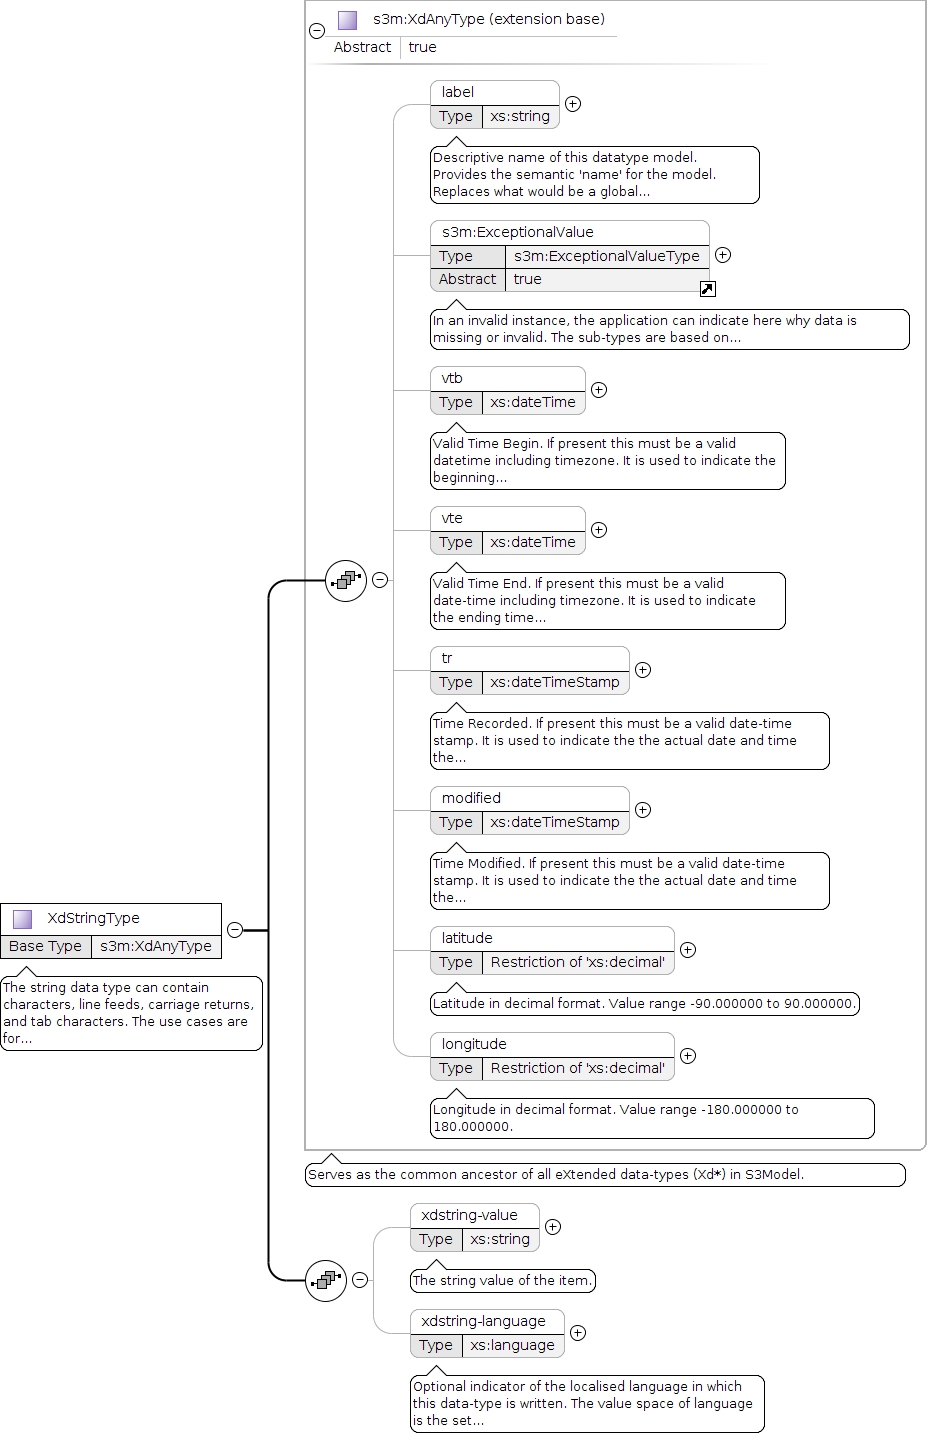 s3m:XdAnyType (extension base)
Abstract true
label
Type xs:string
Descriptive name of this datatype model.
Provides the semantic 'name' for the model.
Replaces what would be a global...
s3m:ExceptionalValue
Type s3m:ExceptionalValueType
Abstract true
In an invalid instance, the application can indicate here why data is
missing or invalid. The sub-types are based on...
vtb
Type xs:dateTime
Valid Time Begin. If present this must be a valid
datetime including timezone. It is used to indicate the
beginning...
vte
Type xs:dateTime
Valid Time End. If present this must be a valid
date-time including timezone. It is used to indicate
the ending time...
tr
Type xs:dateTimeStamp
Time Recorded. If present this must be a valid date-time
stamp. It is used to indicate the the actual date and time
the...
modified
Type xs:dateTimeStamp
Time Modified. If present this must be a valid date-time
stamp. It is used to indicate the the actual date and time
the...
latitude
Type Restriction of 'xs:decimal'
Latitude in decimal format. Value range -90.000000 to 90.000000.
longitude
Type Restriction of 'xs:decimal'
Longitude in decimal format. Value range -180.000000 to
180.000000.
Serves as the common ancestor of all eXtended data-types (Xd*) in S3Model.
XdStringType
Base Type s3m:XdAnyType
The string data type can contain
characters, line feeds, carriage returns,
and tab characters. The use cases are
for...
xdstring-value
Type xs:string
The string value of the item.
xdstring-language
Type xs:language
Optional indicator of the localised language in which
this data-type is written. The value space of language
is the set...